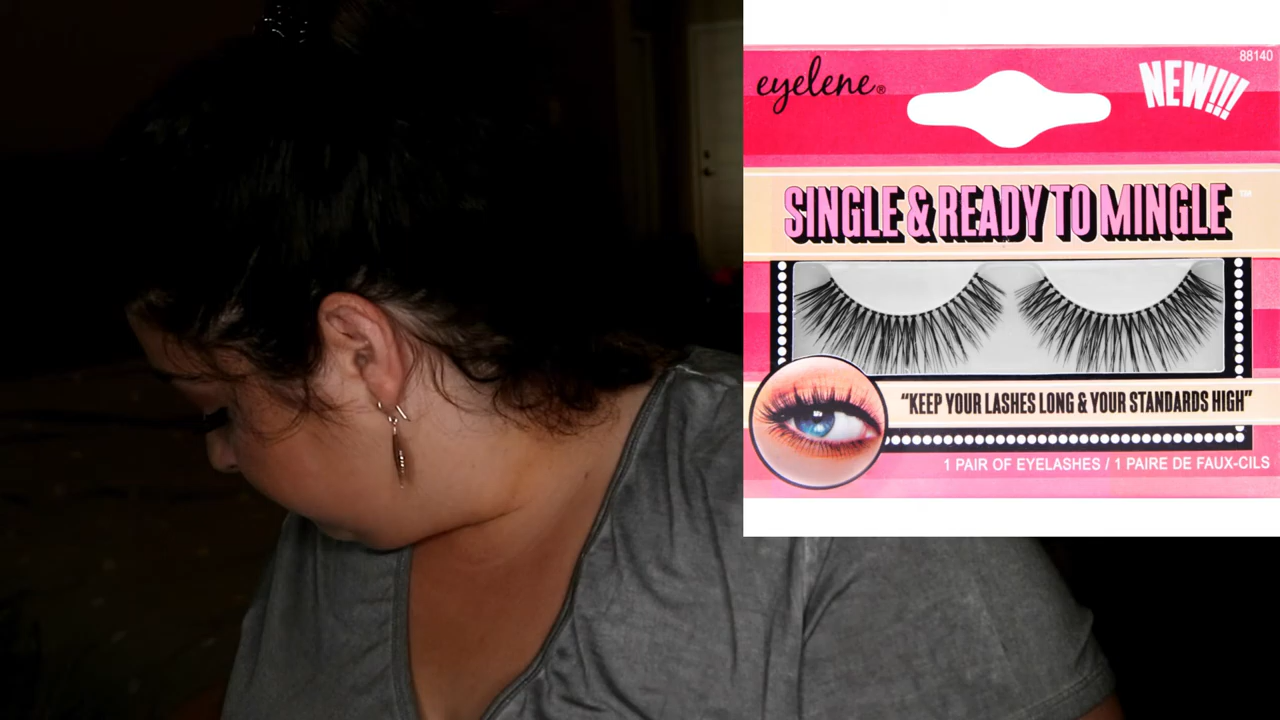 eyelene®
88140
NEW!!!
SINGLE & READY TO MINGLE™
"KEEP YOUR LASHES LONG & YOUR STANDARDS HIGH"
1 PAIR OF EYELASHES / 1 PAIRE DE FAUX-CILS